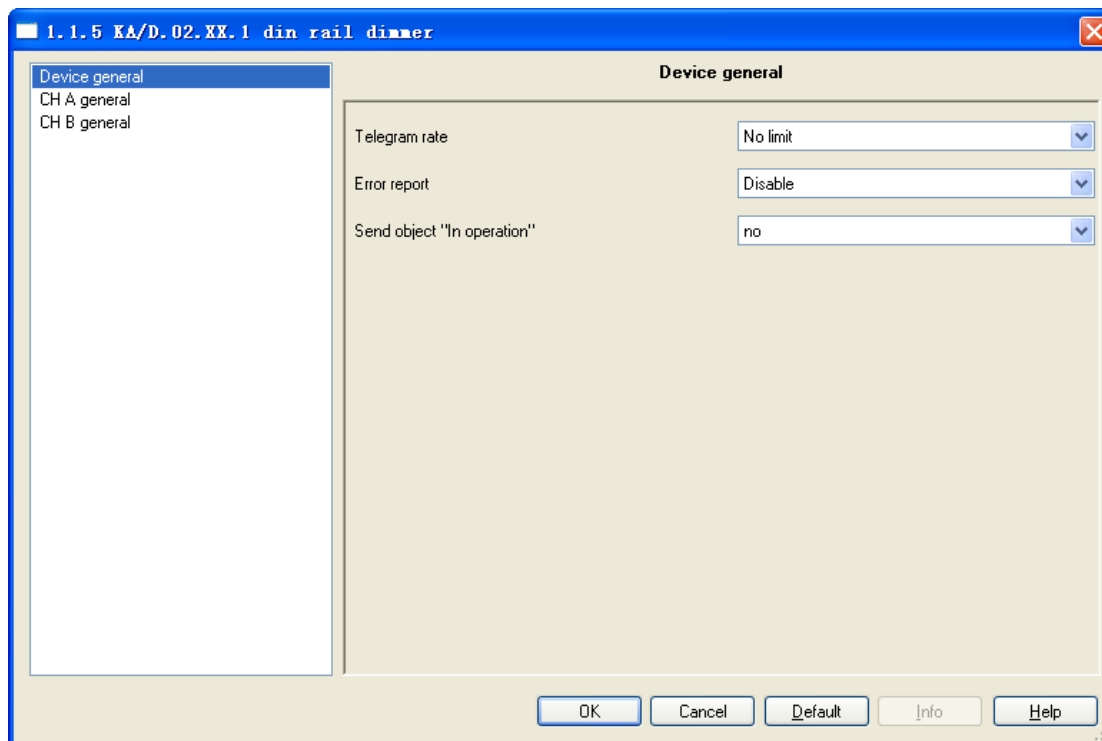 1.1.5 KA/D.02.XX.1 din rail dimmer
Device general
CH A general
CH B general
Device general
Telegram rate No limit
Error report Disable
Send object "In operation" no
OK Cancel Default Info Help